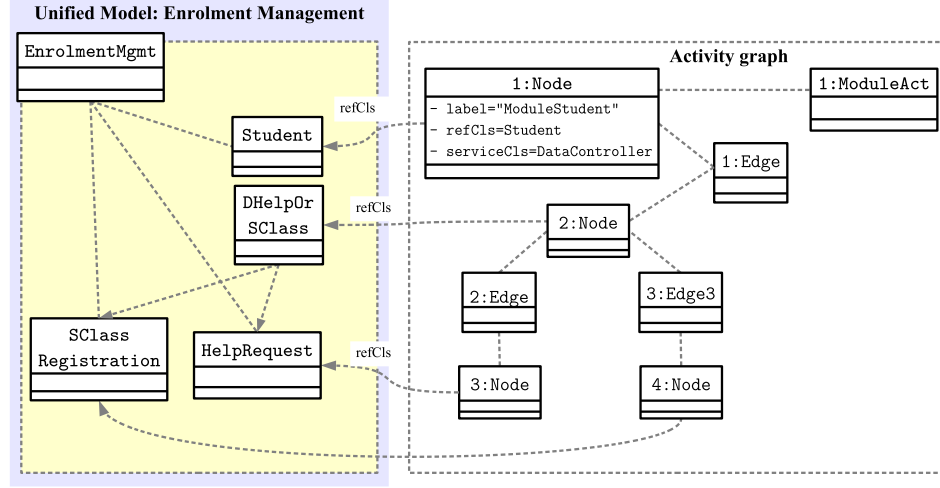 Unified Model: Enrolment Management
EnrolmentMgmt
Student
DHelpOr
SClass
SClass
Registration
HelpRequest
refCls
refCls
refCls
Activity graph
1:Node
- label="ModuleStudent"
- refCls=Student
- serviceCls=DataController
1:ModuleAct
1:Edge
2:Node
2:Edge
3:Edge3
3:Node
4:Node